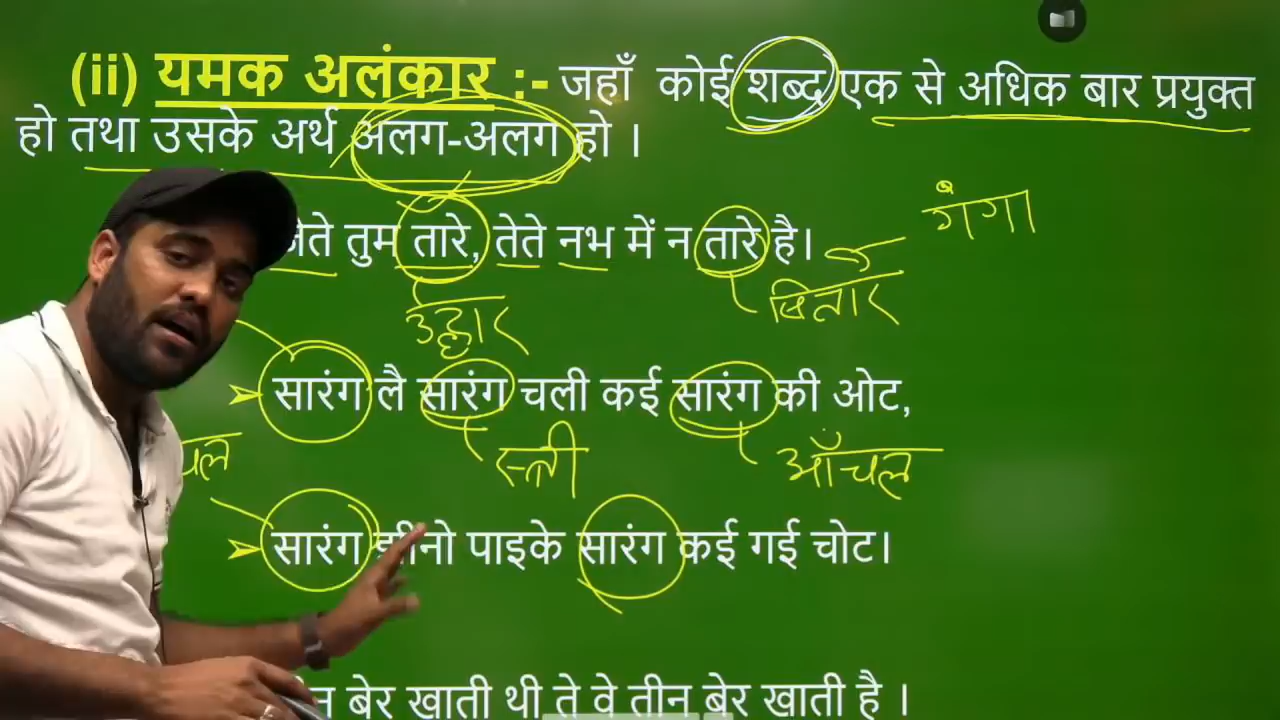 (ii) यमक अलंकार :- जहाँ कोई शब्द एक से अधिक बार प्रयुक्त
हो तथा उसके अर्थ अलग-अलग हो ।
गंगा
तुम तारे, तेते नभ में न तारे है।
उद्धार सितार
सारंग लै सारंग चली कई सारंग की ओट,
स्त्री आँचल
सारंग झीनो पाइके सारंग कई गई चोट।
बेर खाती थी ते वे तीन बेर खाती है ।